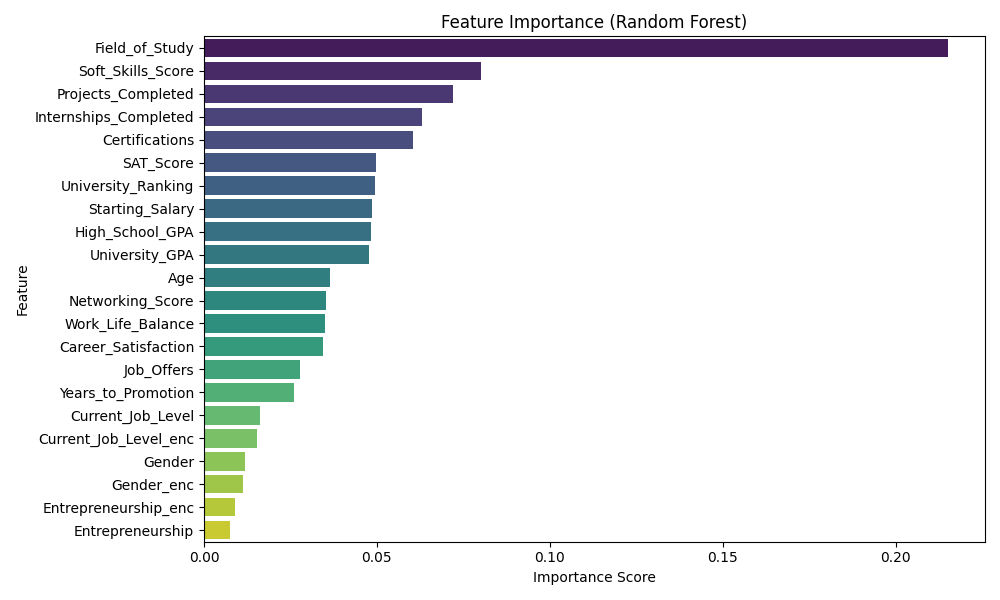 Feature Importance (Random Forest)
Feature
Field_of_Study
Soft_Skills_Score
Projects_Completed
Internships_Completed
Certifications
SAT_Score
University_Ranking
Starting_Salary
High_School_GPA
University_GPA
Age
Networking_Score
Work_Life_Balance
Career_Satisfaction
Job_Offers
Years_to_Promotion
Current_Job_Level
Current_Job_Level_enc
Gender
Gender_enc
Entrepreneurship_enc
Entrepreneurship
0.00 0.05 0.10 0.15 0.20
Importance Score